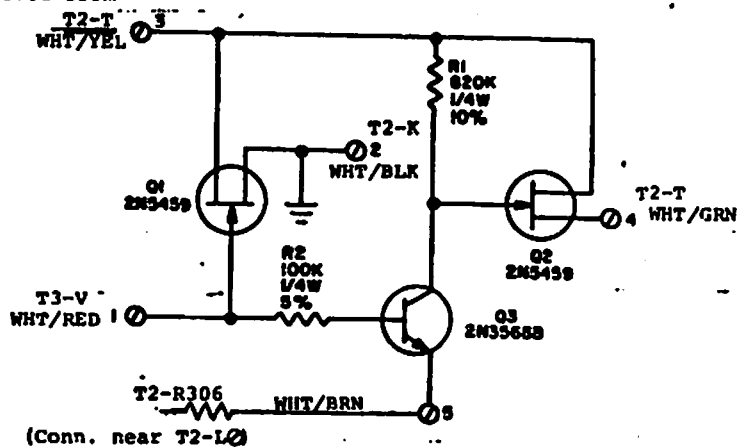 T2-T 3
WHT/YEL
R1
820K
1/4W
10%
T2-K
2
WHT/BLK
Q1
2N5459
T2-T
4 WHT/GRN
Q2
2N5459
R2
100K
1/4W
5%
T3-V
WHT/RED 1
Q3
2N3568B
T2-R306
WHT/BRN
5
(Conn. near T2-LØ)